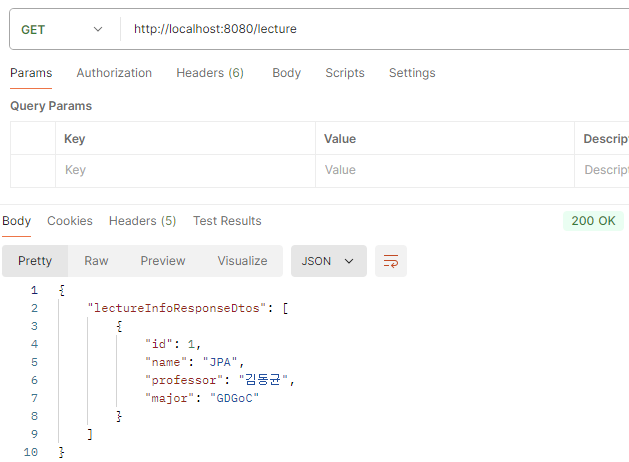 GET http://localhost:8080/lecture
Params Authorization Headers (6) Body Scripts Settings
Query Params
Key Value Descript
Key Value Descript
Body Cookies Headers (5) Test Results 200 OK
Pretty Raw Preview Visualize JSON
1 {
2 "lectureInfoResponseDtos": [
3 {
4 "id": 1,
5 "name": "JPA",
6 "professor": "김동균",
7 "major": "GDGoC"
8 }
9 ]
10 }